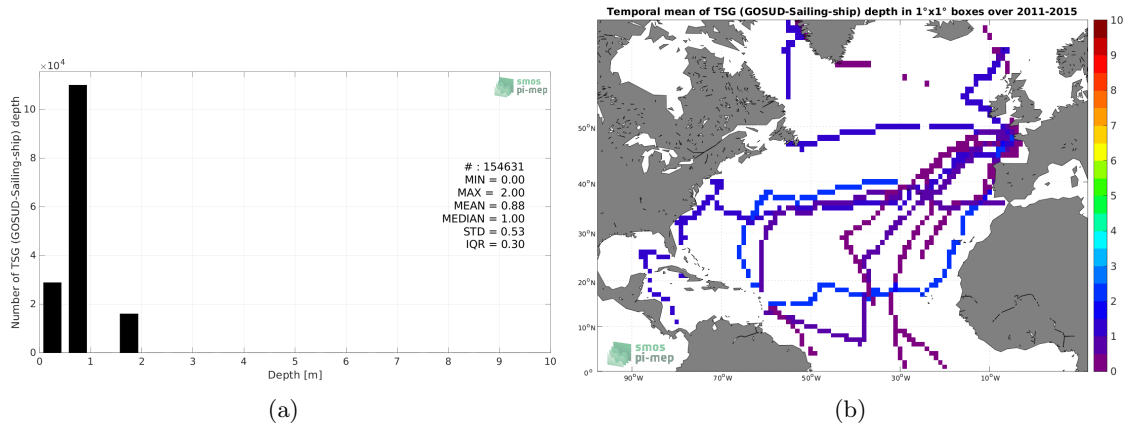 Temporal mean of TSG (GOSUD-Sailing-ship) depth in 1°x1° boxes over 2011-2015
×10⁴
Number of TSG (GOSUD-Sailing-ship) depth
10
8
6
4
2
0
smos
pi-mep
# : 154631
MIN = 0.00
MAX = 2.00
MEAN = 0.88
MEDIAN = 1.00
STD = 0.53
IQR = 0.30
0 1 2 3 4 5 6 7 8 9 10
Depth [m]
(a)
50°N
40°N
30°N
20°N
10°N
0°
90°W 70°W 50°W 30°W 10°W
smos
pi-mep
10
9
8
7
6
5
4
3
2
1
0
(b)